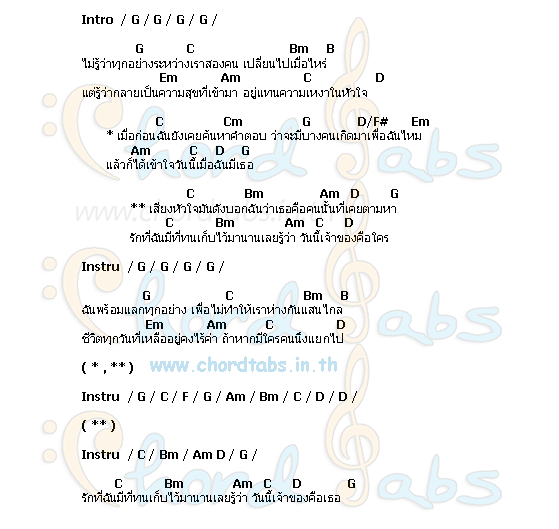 Intro / G / G / G / G /
G C Bm B
ไม่รู้ว่าทุกอย่างระหว่างเราสองคน เปลี่ยนไปเมื่อไหร่
Em Am C D
แต่รู้ว่ากลายเป็นความสุขที่เข้ามา อยู่แทนความเหงาในหัวใจ
C Cm G D/F# Em
* เมื่อก่อนฉันยังเคยค้นหาคำตอบ ว่าจะมีบางคนเกิดมาเพื่อฉันไหม
Am C D G
แล้วก็ได้เข้าใจวันนี้เมื่อฉันมีเธอ
C Bm Am D G
** เสียงหัวใจมันดังบอกฉันว่าเธอคือคนนั้นที่เคยตามหา
C Bm Am C D
รักที่ฉันมีที่ทนเก็บไว้มานานเลยรู้ว่า วันนี้เจ้าของคือใคร
Instru / G / G / G / G /
G C Bm B
ฉันพร้อมแลกทุกอย่าง เพื่อไม่ทำให้เราห่างกันแสนไกล
Em Am C D
ชีวิตทุกวันที่เหลืออยู่คงไร้ค่า ถ้าหากมีใครคนนึงแยกไป
www.chordtabs.in.th
( * , ** )
Instru / G / C / F / G / Am / Bm / C / D / D /
( ** )
Instru / C / Bm / Am D / G /
C Bm Am C D G
รักที่ฉันมีที่ทนเก็บไว้มานานเลยรู้ว่า วันนี้เจ้าของคือเธอ